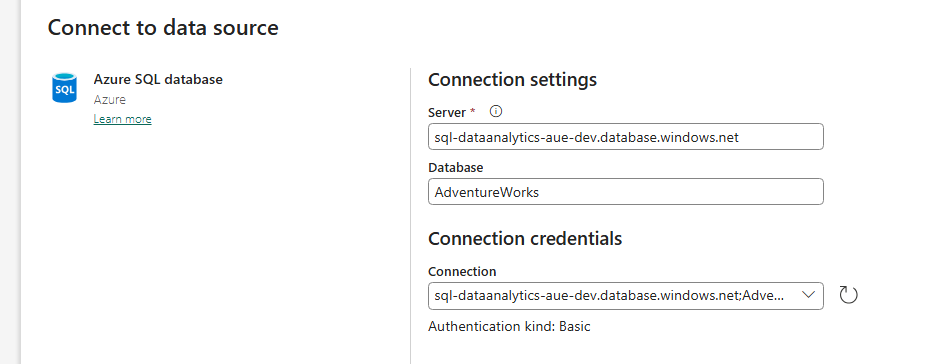 Connect to data source
SQL
Azure SQL database
Azure
Learn more
Connection settings
Server *
sql-dataanalytics-aue-dev.database.windows.net
Database
AdventureWorks
Connection credentials
Connection
sql-dataanalytics-aue-dev.database.windows.net;Adve...
Authentication kind: Basic